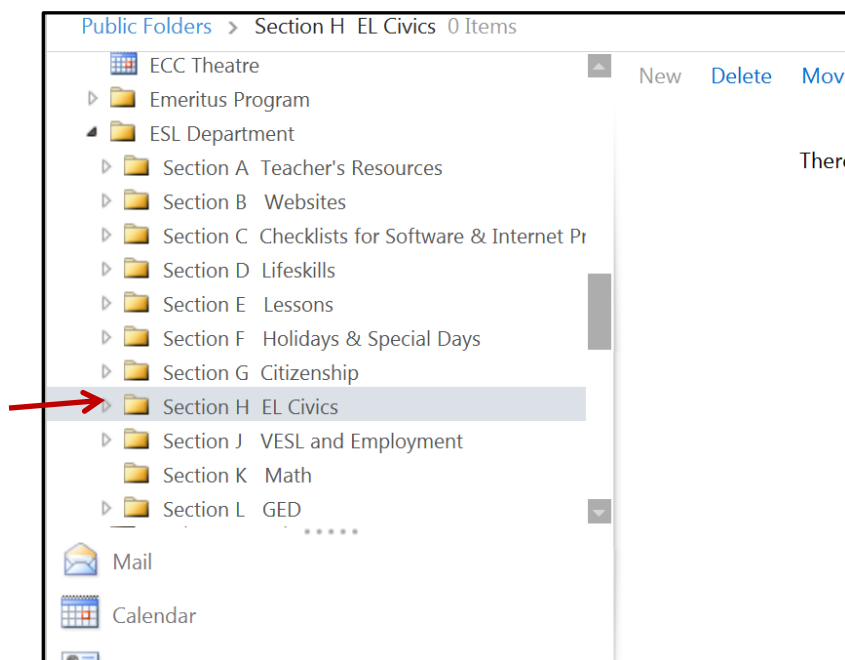 Public Folders > Section H EL Civics 0 Items
ECC Theatre
New Delete Mov
Emeritus Program
ESL Department
Ther
Section A Teacher's Resources
Section B Websites
Section C Checklists for Software & Internet Pr
Section D Lifeskills
Section E Lessons
Section F Holidays & Special Days
Section G Citizenship
Section H EL Civics
Section J VESL and Employment
Section K Math
Section L GED
Mail
Calendar